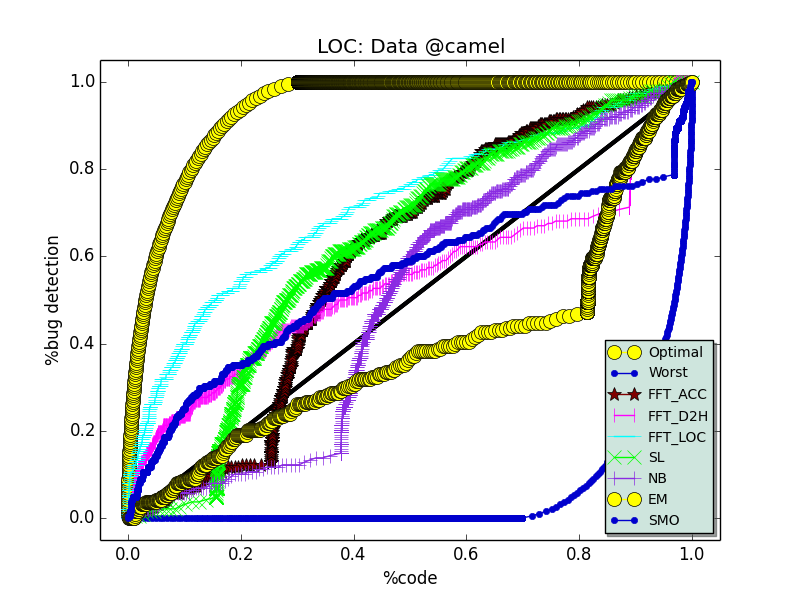 LOC: Data @camel
%bug detection
1.0
0.8
0.6
0.4
0.2
0.0
0.0 0.2 0.4 0.6 0.8 1.0
%code
Optimal
Worst
FFT_ACC
FFT_D2H
FFT_LOC
SL
NB
EM
SMO